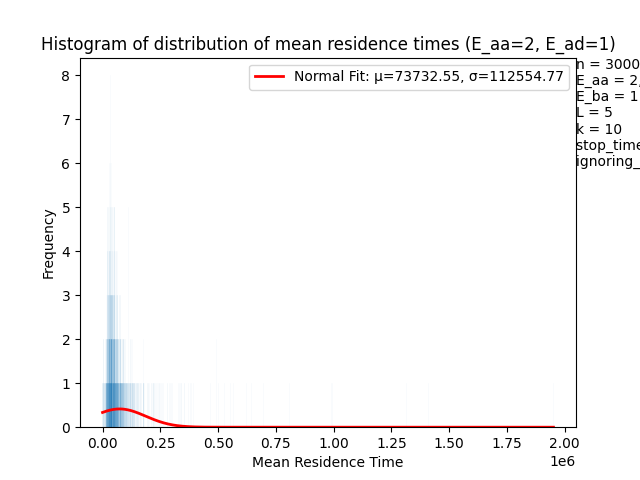 Histogram of distribution of mean residence times (E_aa=2, E_ad=1)
Normal Fit: μ=73732.55, σ=112554.77
n = 3000
E_aa = 2,
E_ba = 1
L = 5
k = 10
stop_time
ignoring_
Frequency
8
7
6
5
4
3
2
1
0
0.00 0.25 0.50 0.75 1.00 1.25 1.50 1.75 2.00
1e6
Mean Residence Time